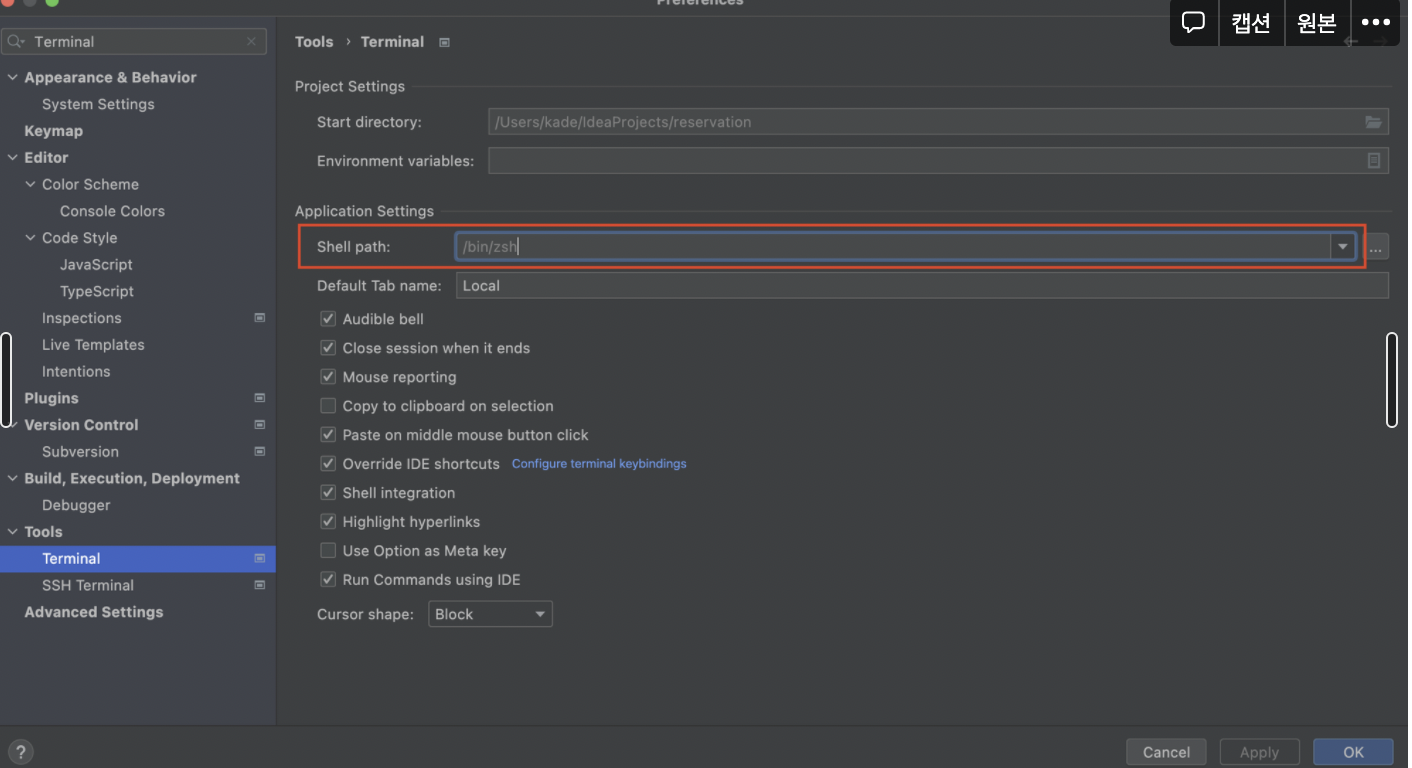 Preferences
캡션
원본
Terminal
Appearance & Behavior
System Settings
Keymap
Editor
Color Scheme
Console Colors
Code Style
JavaScript
TypeScript
Inspections
Live Templates
Intentions
Plugins
Version Control
Subversion
Build, Execution, Deployment
Debugger
Tools
Terminal
SSH Terminal
Advanced Settings
Tools › Terminal
Project Settings
Start directory: /Users/kade/IdeaProjects/reservation
Environment variables:
Application Settings
Shell path: /bin/zsh ...
Default Tab name: Local
Audible bell
Close session when it ends
Mouse reporting
Copy to clipboard on selection
Paste on middle mouse button click
Override IDE shortcuts Configure terminal keybindings
Shell integration
Highlight hyperlinks
Use Option as Meta key
Run Commands using IDE
Cursor shape: Block
?
Cancel Apply OK